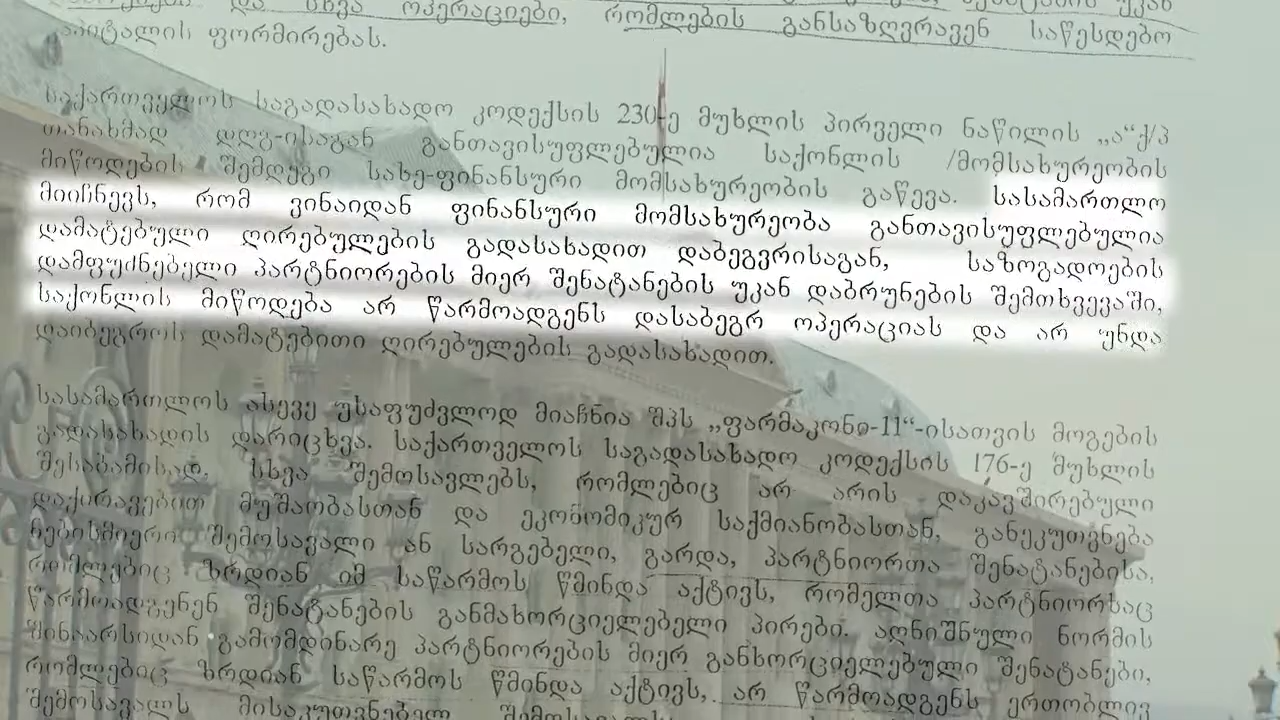 და სხვა ოპერაციები, რომლების განსაზღვრავენ საწესდებო
კაპიტალის ფორმირებას.
საქართველოს საგადასახადო კოდექსის 230-ე მუხლის პირველი ნაწილის „ა“ქ/პ
თანახმად დღგ-ისაგან განთავისუფლებულია საქონლის /მომსახურეობის
მიწოდების შემდეგი სახე-ფინანსური მომსახურეობის გაწევა. სასამართლო
მიიჩნევს, რომ ვინაიდან ფინანსური მომსახურეობა განთავისუფლებულია
დამატებული ღირებულების გადასახადით დაბეგვრისაგან, საზოგადოების
დამფუძნებელი პარტნიორების მიერ შენატანების უკან დაბრუნების შემთხვევაში,
საქონლის მიწოდება არ წარმოადგენს დასაბეგრ ოპერაციას და არ უნდა
დაიბეგროს დამატებითი ღირებულების გადასახადით.
სასამართლოს ასევე უსაფუძვლოდ მიაჩნია შპს „ფარმაკონი-11“-ისათვის მოგების
გადასახადის დარიცხვა. საქართველოს საგადასახადო კოდექსის 176-ე მუხლის
შესაბამისად, სხვა შემოსავლებს, რომლებიც არ არის დაკავშირებული
დაქირავებით მუშაობასთან და ეკონომიკურ საქმიანობასთან, განეკუთვნება
ნებისმიერი შემოსავალი ან სარგებელი, გარდა, პარტნიორთა შენატანებისა,
რომლებიც ზრდიან იმ საწარმოს წმინდა აქტივს, რომელთა პარტნიორსაც
წარმოადგენენ შენატანების განმახორციელებელი პირები. აღნიშნული ნორმის
შინაარსიდან გამომდინარე პარტნიორების მიერ განხორციელებული შენატანები,
რომლებიც ზრდიან საწარმოს წმინდა აქტივს, არ წარმოადგენს ერთობლივ
შემოსავალს მისაკუთვნებელ შემოსავალს